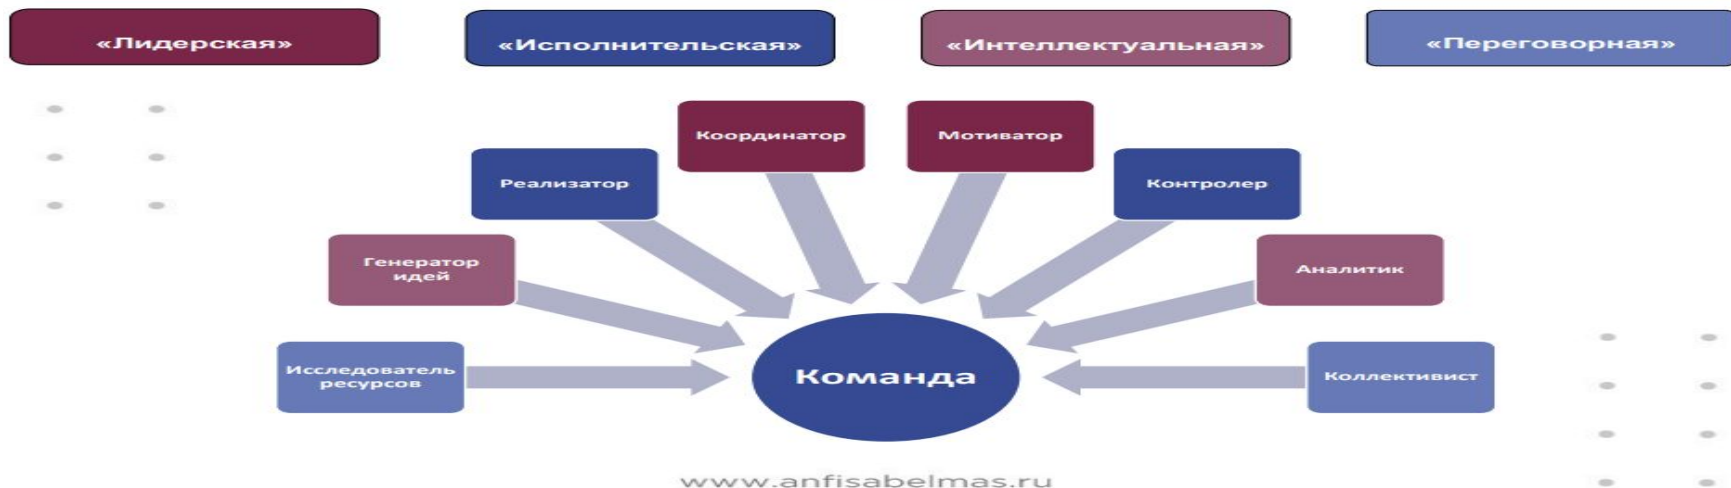 «Лидерская»
«Исполнительская»
«Интеллектуальная»
«Переговорная»
Координатор
Мотиватор
Реализатор
Контролер
Генератор
идей
Аналитик
Исследователь
ресурсов
Команда
Коллективист
www.anfisabelmas.ru